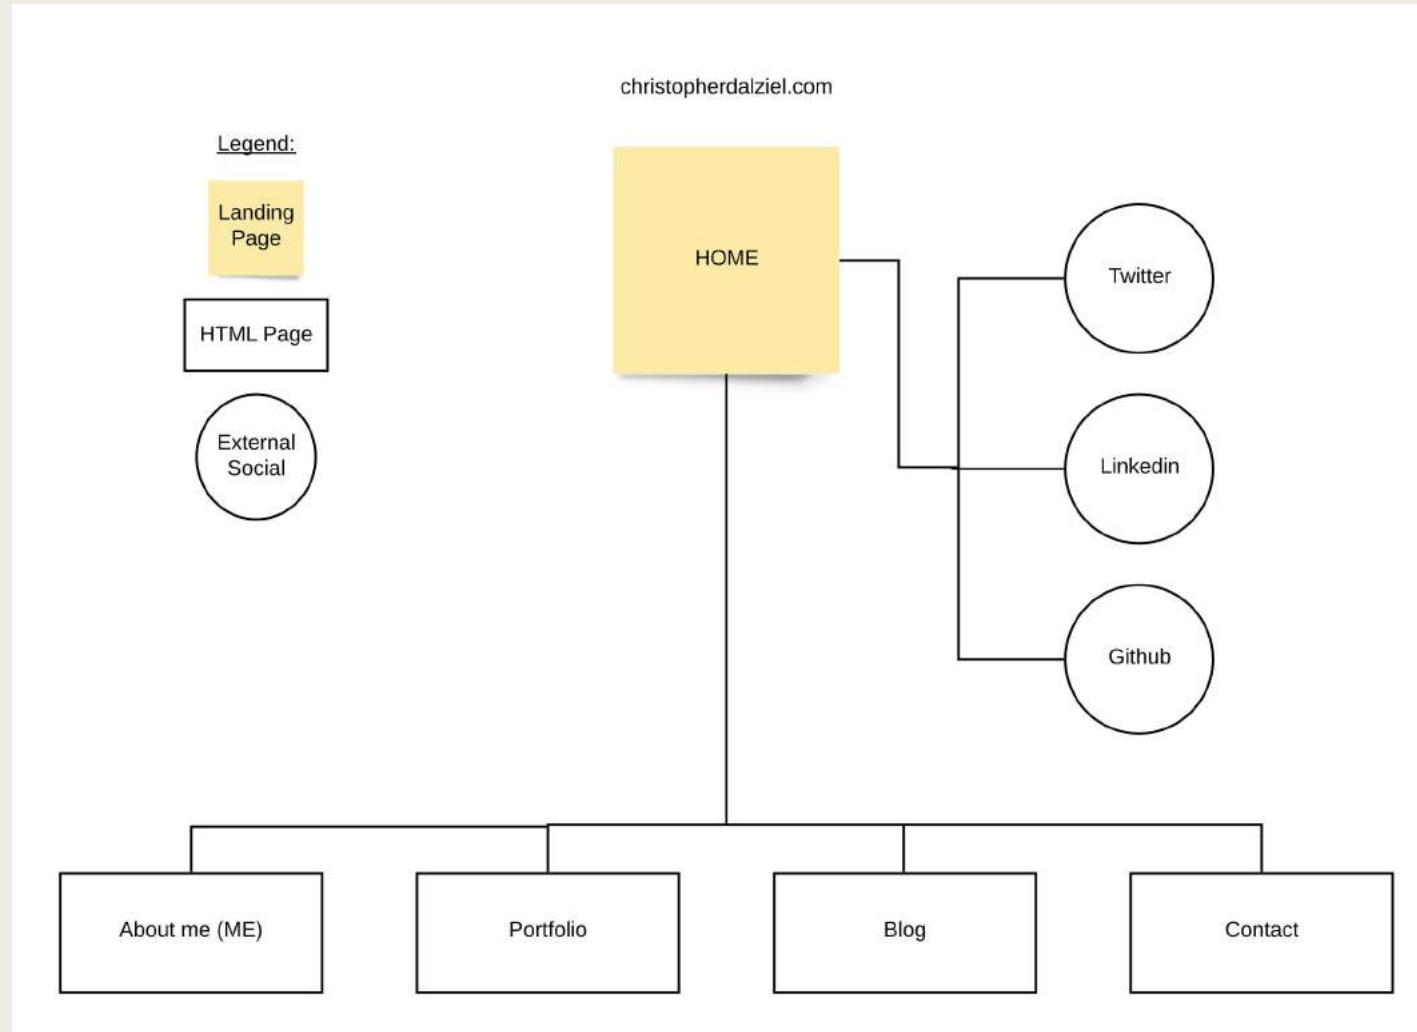 christopherdalziel.com
Legend:
Landing
Page
HTML Page
External
Social
HOME
Twitter
Linkedin
Github
About me (ME)
Portfolio
Blog
Contact